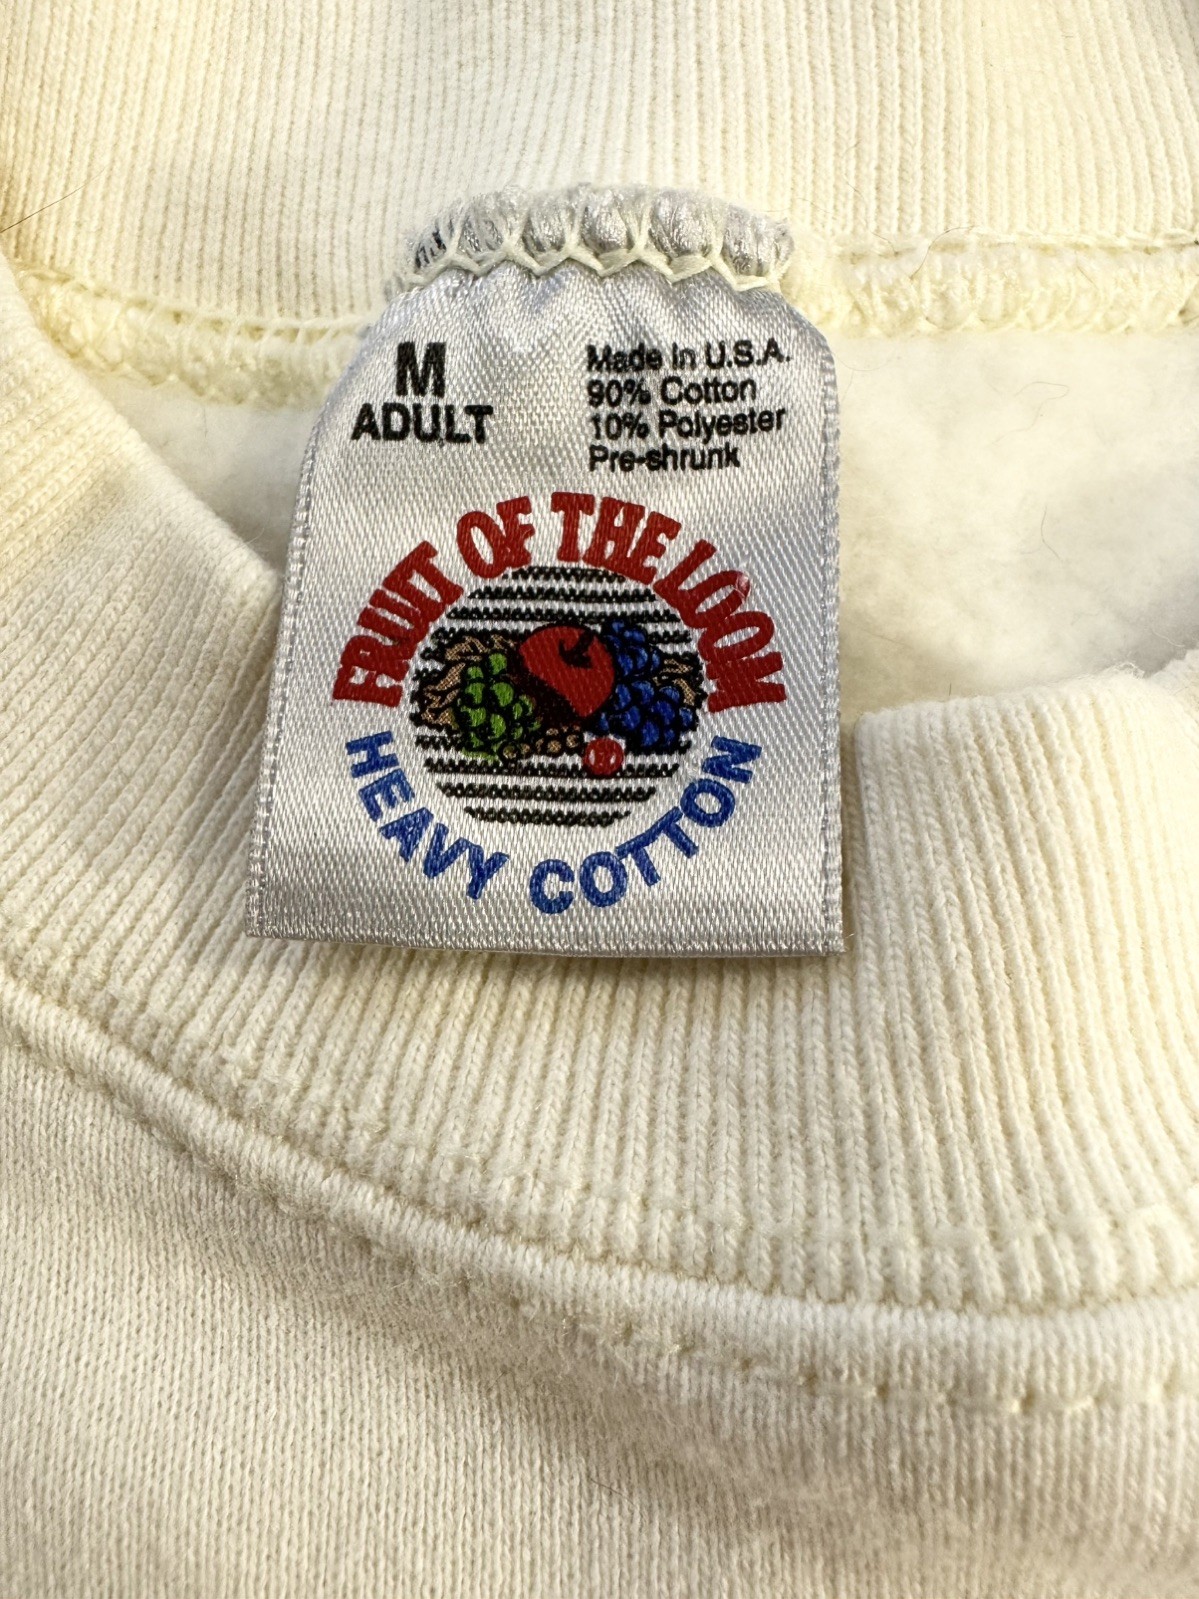 M
ADULT
Made in U.S.A.
90% Cotton
10% Polyester
Pre-shrunk
FRUIT OF THE LOOM
HEAVY COTTON